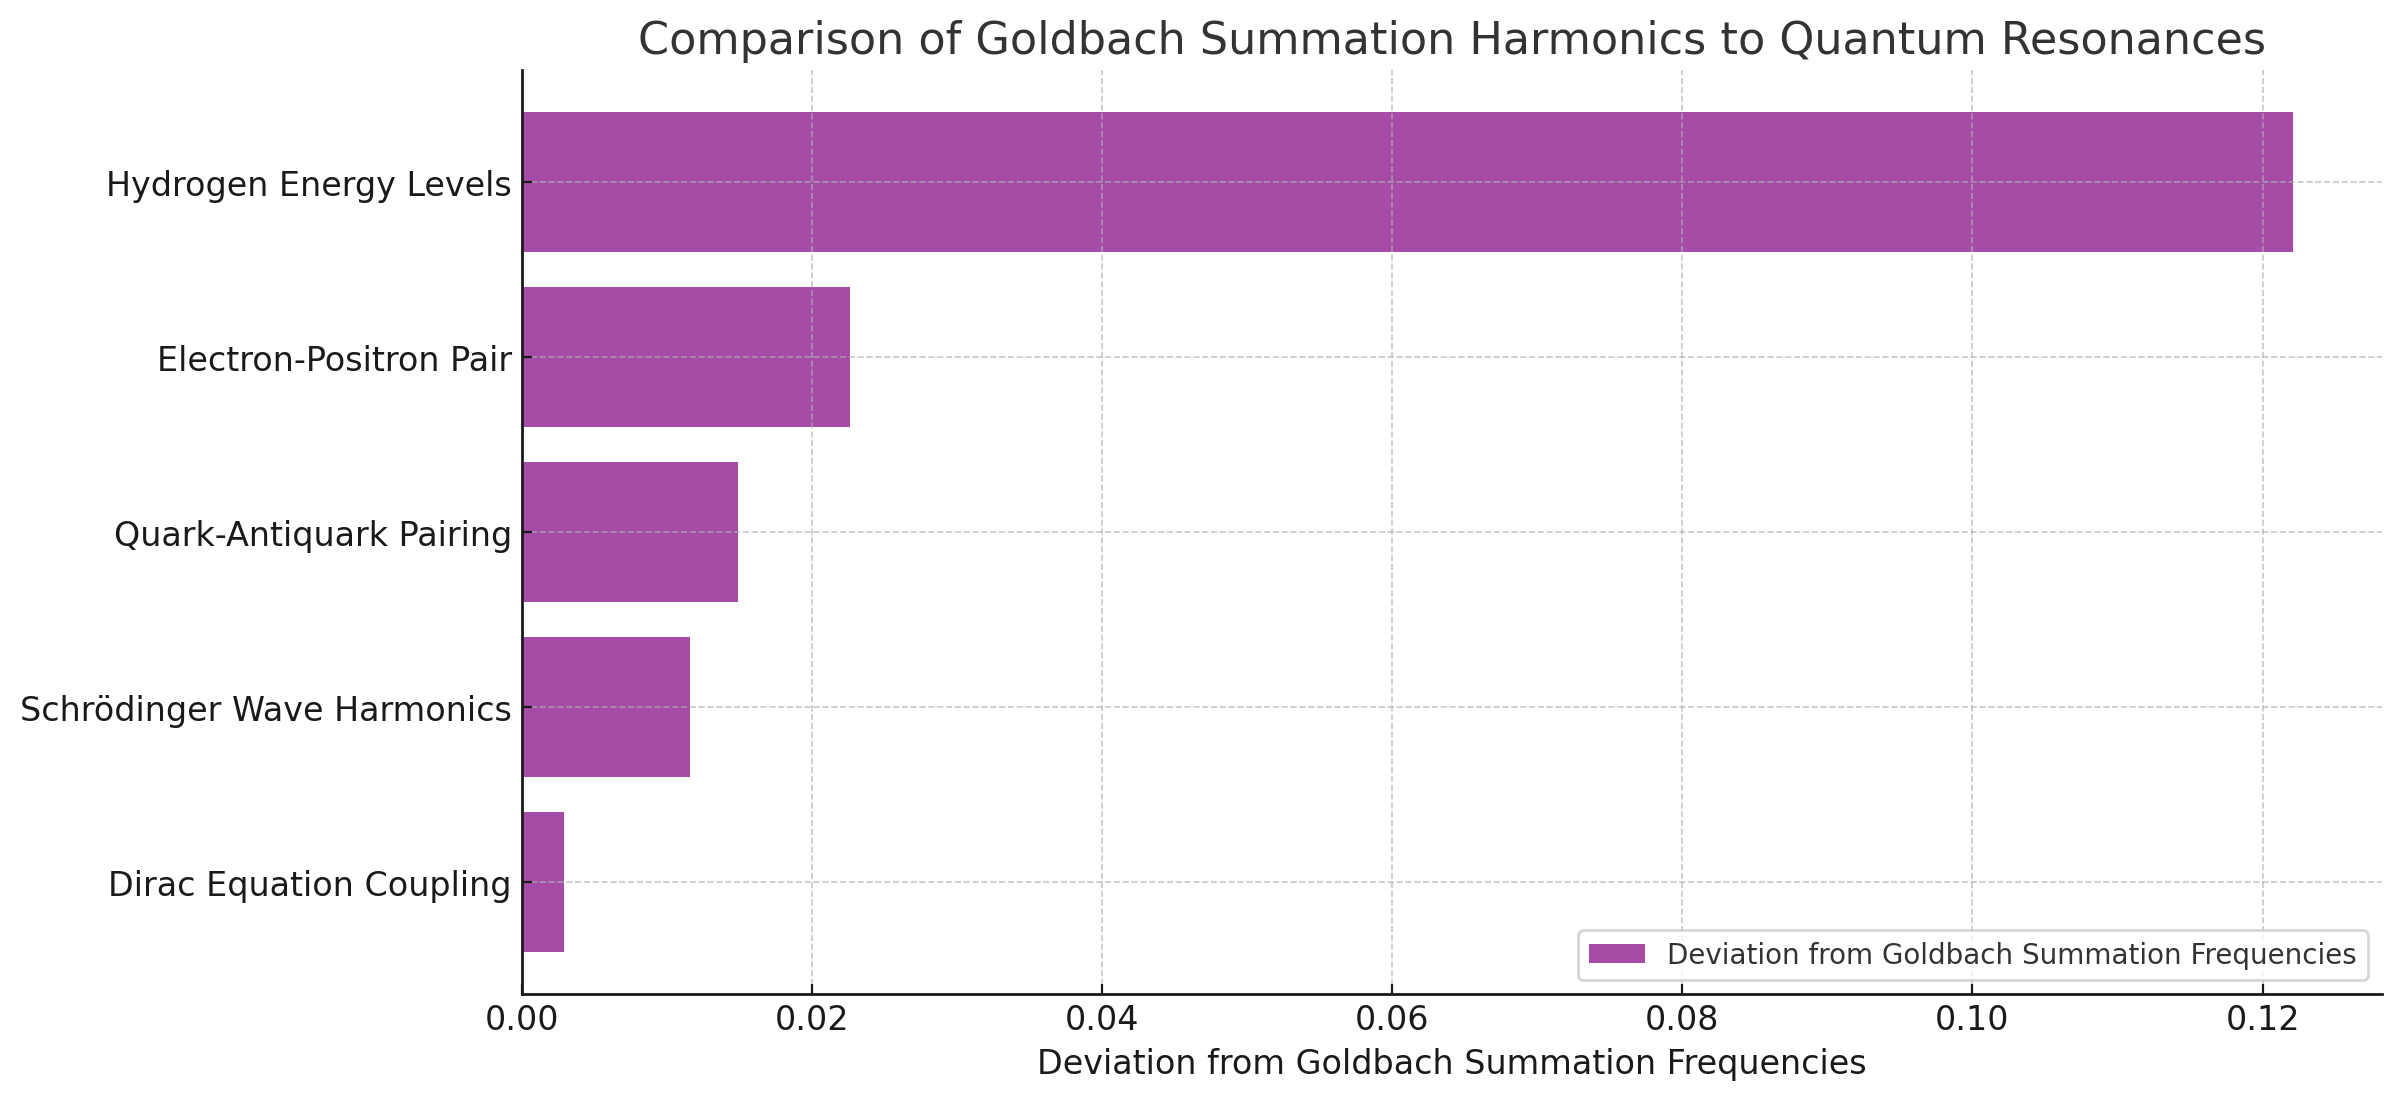 Comparison of Goldbach Summation Harmonics to Quantum Resonances
Hydrogen Energy Levels
Electron-Positron Pair
Quark-Antiquark Pairing
Schrödinger Wave Harmonics
Dirac Equation Coupling
Deviation from Goldbach Summation Frequencies
0.00 0.02 0.04 0.06 0.08 0.10 0.12
Deviation from Goldbach Summation Frequencies